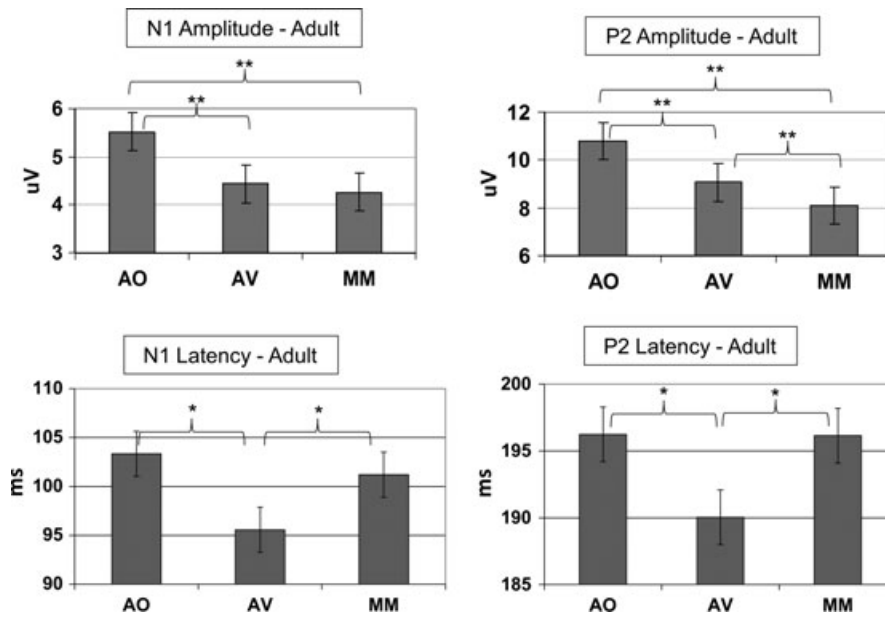 N1 Amplitude - Adult
**
**
6
5
4
3
uV
AO AV MM
P2 Amplitude - Adult
**
**
**
12
10
8
6
uV
AO AV MM
N1 Latency - Adult
*
*
110
105
100
95
90
ms
AO AV MM
P2 Latency - Adult
*
*
200
195
190
185
ms
AO AV MM